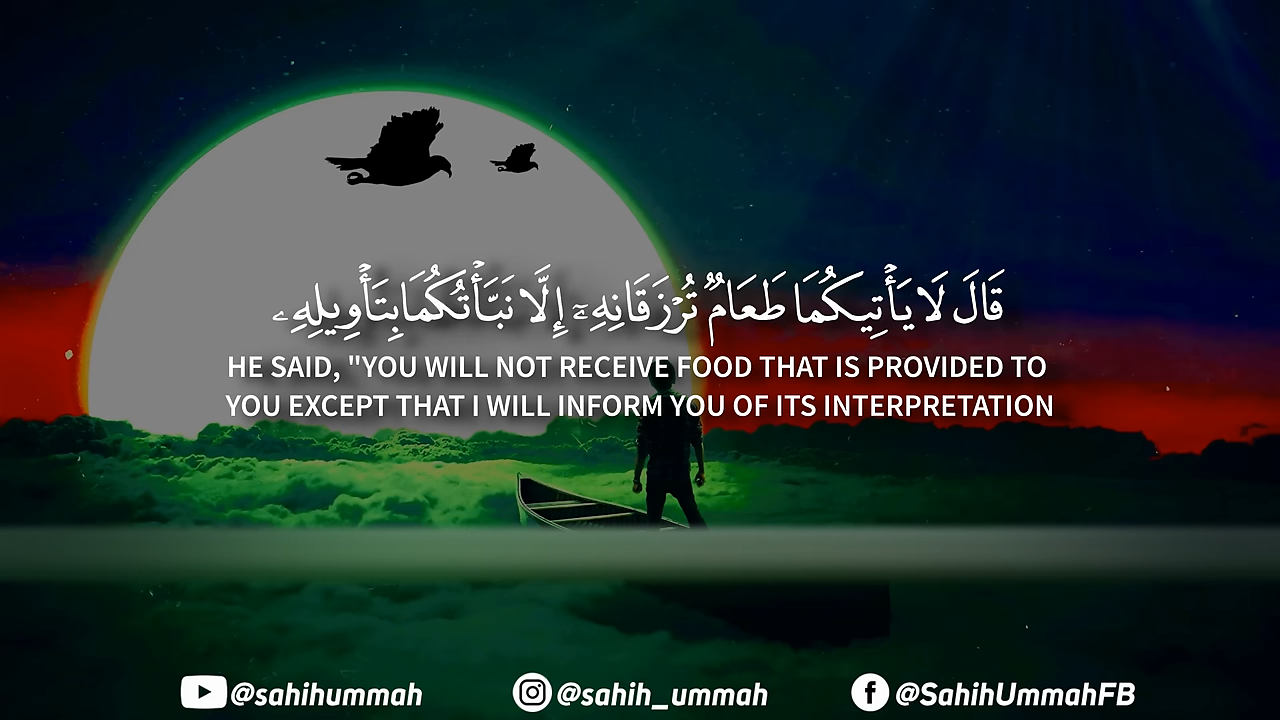 قَالَ لَا يَأْتِيكُمَا طَعَامٌ تُرْزَقَانِهِۦٓ إِلَّا نَبَّأْتُكُمَا بِتَأْوِيلِهِۦ
HE SAID, "YOU WILL NOT RECEIVE FOOD THAT IS PROVIDED TO
YOU EXCEPT THAT I WILL INFORM YOU OF ITS INTERPRETATION
@sahihummah @sahih_ummah @SahihUmmahFB